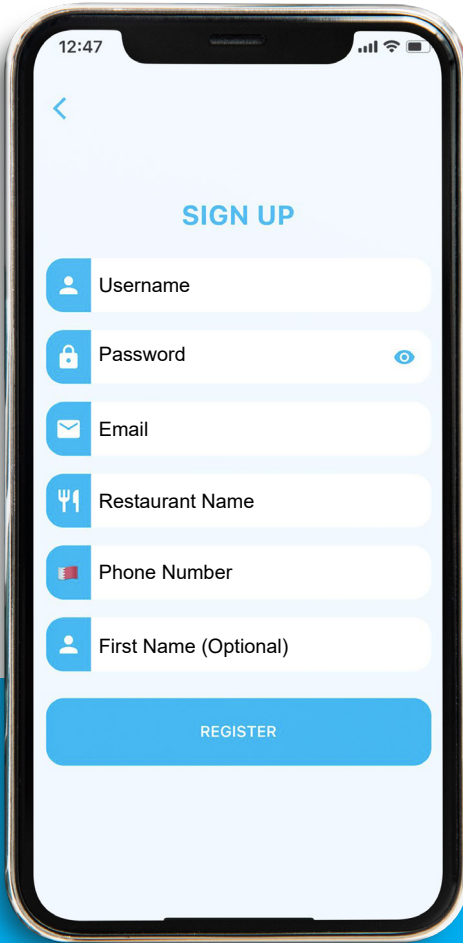 12:47
SIGN UP
Username
Password
Email
Restaurant Name
Phone Number
First Name (Optional)
REGISTER